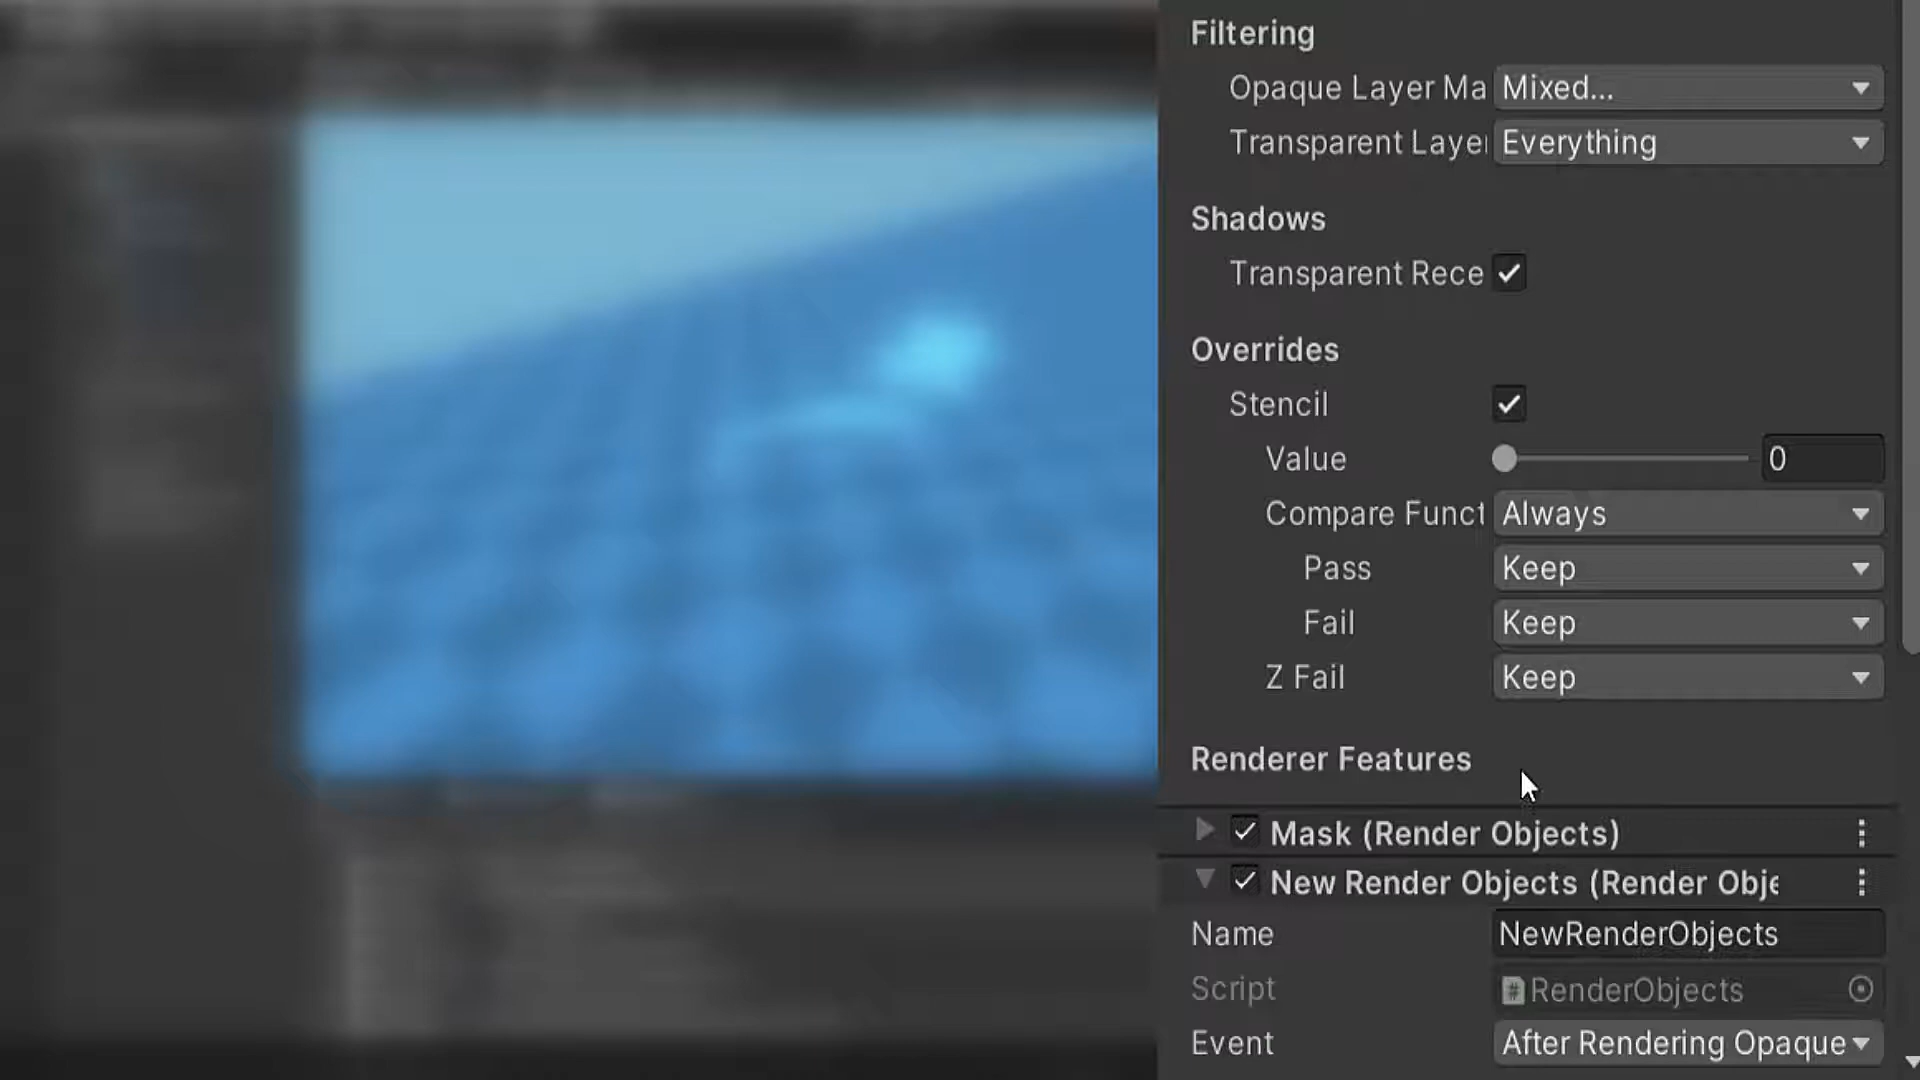 Filtering
Opaque Layer Ma Mixed...
Transparent Laye Everything
Shadows
Transparent Rece
Overrides
Stencil
Value 0
Compare Funct Always
Pass Keep
Fail Keep
Z Fail Keep
Renderer Features
Mask (Render Objects)
New Render Objects (Render Obje
Name NewRenderObjects
Script # RenderObjects
Event After Rendering Opaque